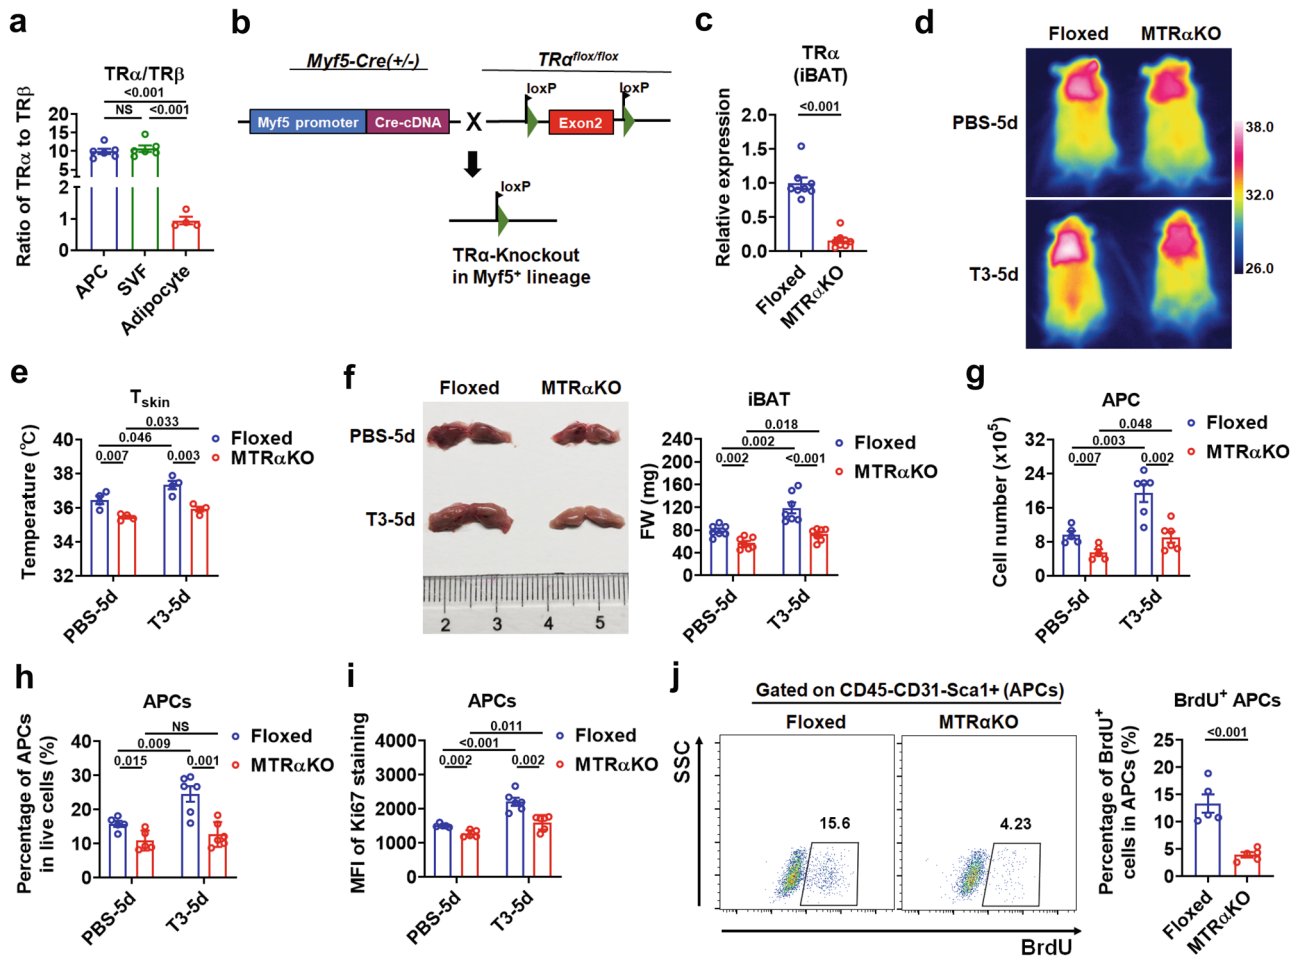 a
TRα/TRβ
<0.001
NS
<0.001
Ratio of TRα to TRβ
20
15
10
5
2
1
0
APC
SVF
Adipocyte
b
Myf5-Cre(+/-)
TRαflox/flox
loxP
loxP
Myf5 promoter
Cre-cDNA
X
Exon2
loxP
TRα-Knockout
in Myf5+ lineage
c
TRα
(iBAT)
<0.001
Relative expression
2.0
1.5
1.0
0.5
0.0
Floxed
MTRαKO
d
Floxed
MTRαKO
PBS-5d
T3-5d
38.0
32.0
26.0
e
Tskin
0.033
0.046
0.007
0.003
Floxed
MTRαKO
Temperature (°C)
40
38
36
34
32
PBS-5d
T3-5d
f
Floxed
MTRαKO
PBS-5d
T3-5d
2
3
4
5
iBAT
0.018
0.002
0.002
<0.001
Floxed
MTRαKO
FW (mg)
240
200
160
120
80
40
0
PBS-5d
T3-5d
g
APC
0.048
0.003
0.007
0.002
Floxed
MTRαKO
Cell number (x10⁵)
32
24
16
8
0
PBS-5d
T3-5d
h
APCs
NS
0.009
0.015
0.001
Floxed
MTRαKO
Percentage of APCs
in live cells (%)
40
30
20
10
0
PBS-5d
T3-5d
i
APCs
0.011
<0.001
0.002
0.002
Floxed
MTRαKO
MFI of Ki67 staining
4000
3000
2000
1000
0
PBS-5d
T3-5d
j
Gated on CD45-CD31-Sca1+ (APCs)
Floxed
MTRαKO
SSC
15.6
4.23
BrdU
BrdU+ APCs
<0.001
Percentage of BrdU+
cells in APCs (%)
25
20
15
10
5
0
Floxed
MTRαKO